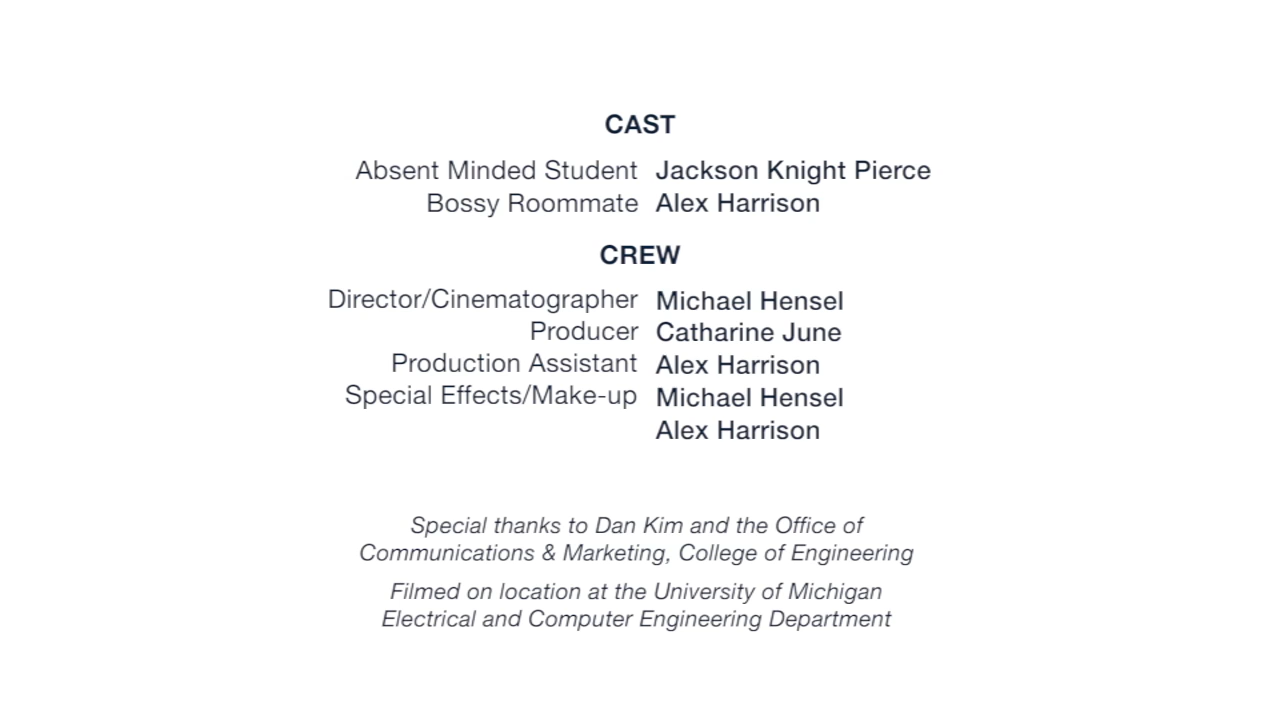 CAST
Absent Minded Student Jackson Knight Pierce
Bossy Roommate Alex Harrison
CREW
Director/Cinematographer Michael Hensel
Producer Catharine June
Production Assistant Alex Harrison
Special Effects/Make-up Michael Hensel
Alex Harrison
Special thanks to Dan Kim and the Office of
Communications & Marketing, College of Engineering
Filmed on location at the University of Michigan
Electrical and Computer Engineering Department